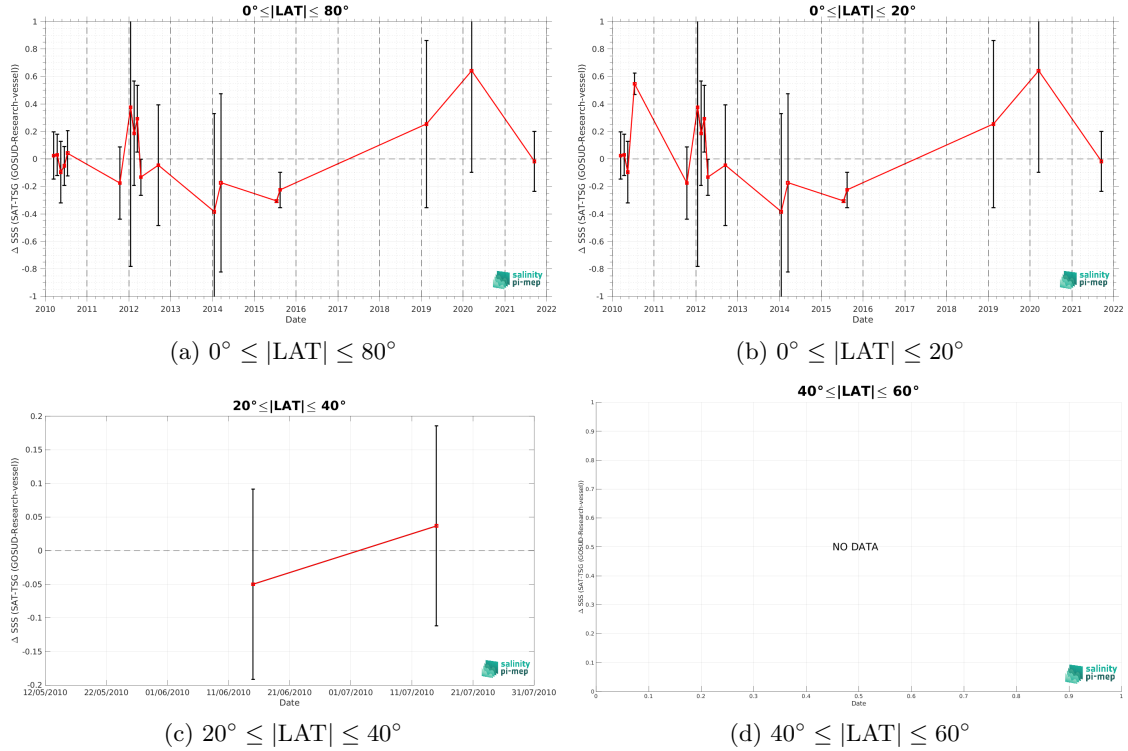 0°≤|LAT|≤ 80°
Δ SSS (SAT-TSG (GOSUD-Research-vessel))
1
0.8
0.6
0.4
0.2
0
-0.2
-0.4
-0.6
-0.8
-1
2010 2011 2012 2013 2014 2015 2016 2017 2018 2019 2020 2021 2022
Date
salinity
pi-mep
(a) 0° ≤ |LAT| ≤ 80°
0°≤|LAT|≤ 20°
Δ SSS (SAT-TSG (GOSUD-Research-vessel))
1
0.8
0.6
0.4
0.2
0
-0.2
-0.4
-0.6
-0.8
-1
2010 2011 2012 2013 2014 2015 2016 2017 2018 2019 2020 2021 2022
Date
salinity
pi-mep
(b) 0° ≤ |LAT| ≤ 20°
20°≤|LAT|≤ 40°
Δ SSS (SAT-TSG (GOSUD-Research-vessel))
0.2
0.15
0.1
0.05
0
-0.05
-0.1
-0.15
-0.2
12/05/2010 22/05/2010 01/06/2010 11/06/2010 21/06/2010 01/07/2010 11/07/2010 21/07/2010 31/07/2010
Date
salinity
pi-mep
(c) 20° ≤ |LAT| ≤ 40°
40°≤|LAT|≤ 60°
Δ SSS (SAT-TSG (GOSUD-Research-vessel))
1
0.9
0.8
0.7
0.6
0.5
0.4
0.3
0.2
0.1
0
NO DATA
0 0.1 0.2 0.3 0.4 0.5 0.6 0.7 0.8 0.9 1
Date
salinity
pi-mep
(d) 40° ≤ |LAT| ≤ 60°